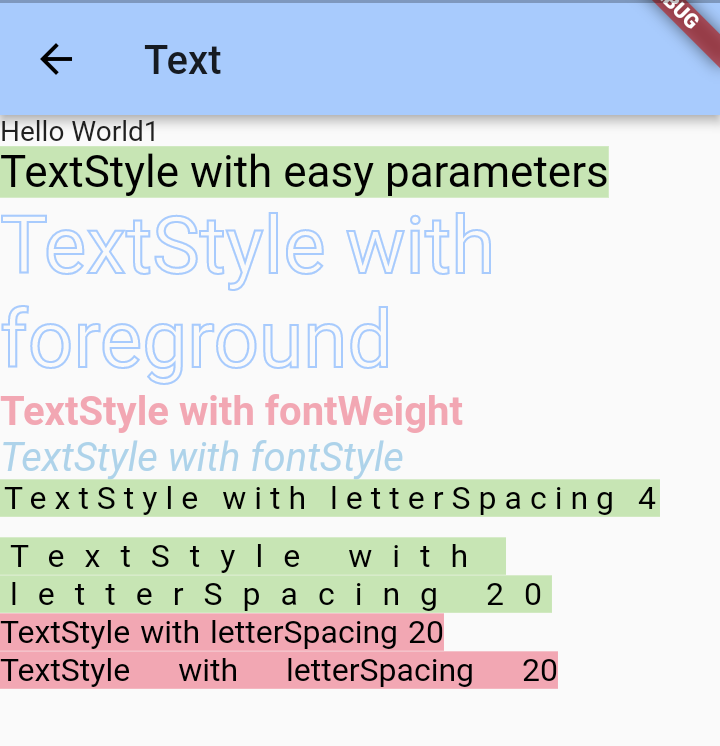 Text
BUG
Hello World1
TextStyle with easy parameters
TextStyle with
foreground
TextStyle with fontWeight
TextStyle with fontStyle
TextStyle with letterSpacing 4
TextStyle with
letterSpacing 20
TextStyle with letterSpacing 20
TextStyle with letterSpacing 20